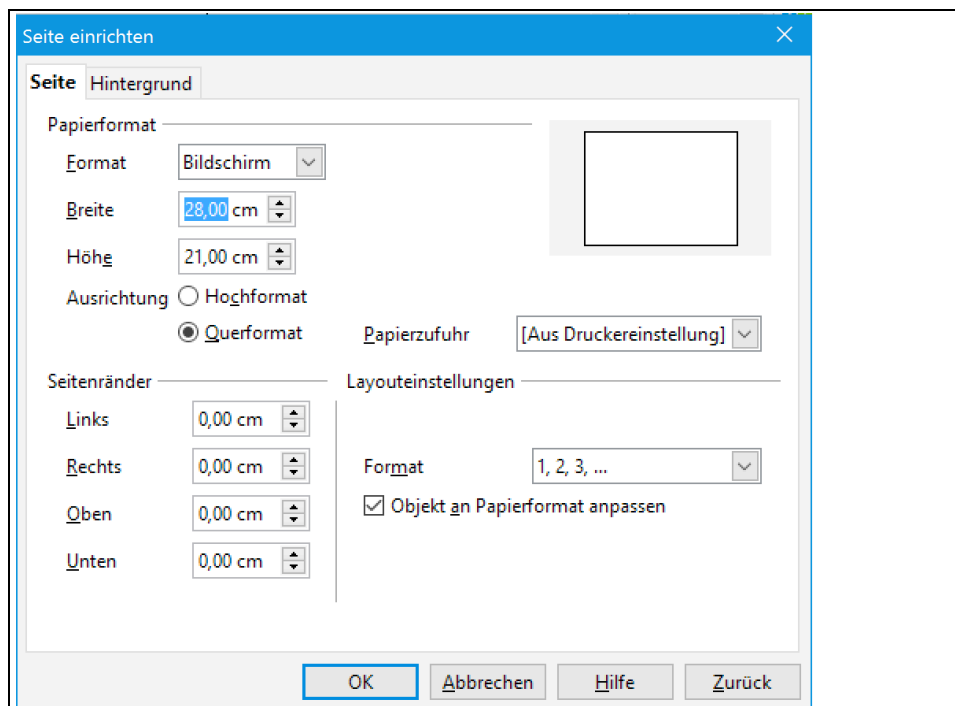 Seite einrichten
Seite Hintergrund
Papierformat
Format Bildschirm
Breite 28,00 cm
Höhe 21,00 cm
Ausrichtung Hochformat
Querformat Papierzufuhr [Aus Druckereinstellung]
Seitenränder Layouteinstellungen
Links 0,00 cm
Rechts 0,00 cm Format 1, 2, 3, ...
Oben 0,00 cm Objekt an Papierformat anpassen
Unten 0,00 cm
OK Abbrechen Hilfe Zurück